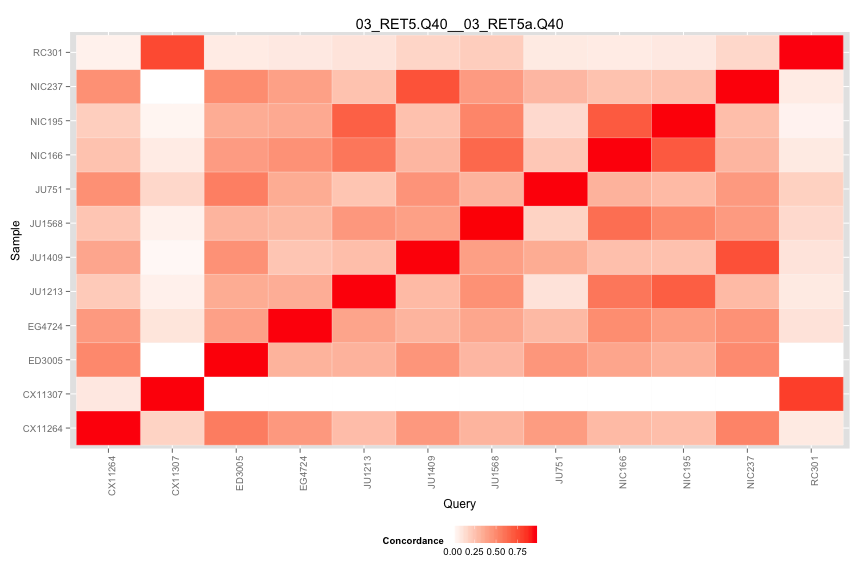 03_RET5.Q40__03_RET5a.Q40
Sample
RC301
NIC237
NIC195
NIC166
JU751
JU1568
JU1409
JU1213
EG4724
ED3005
CX11307
CX11264
CX11264 CX11307 ED3005 EG4724 JU1213 JU1409 JU1568 JU751 NIC166 NIC195 NIC237 RC301
Query
Concordance
0.00 0.25 0.50 0.75